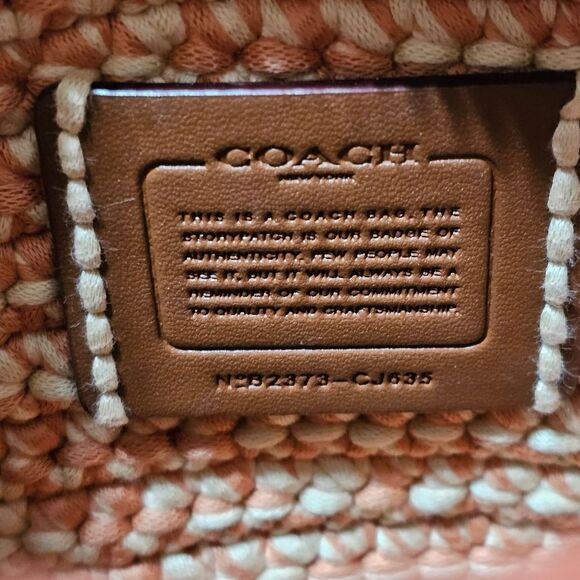 COACH
NEW YORK
THIS IS A COACH BAG. THE
STORYPATCH IS OUR BADGE OF
AUTHENTICITY. FEW PEOPLE MAY
SEE IT, BUT IT WILL ALWAYS BE A
REMINDER OF OUR COMMITMENT
TO QUALITY AND CRAFTSMANSHIP.
NºB2373-CJ635